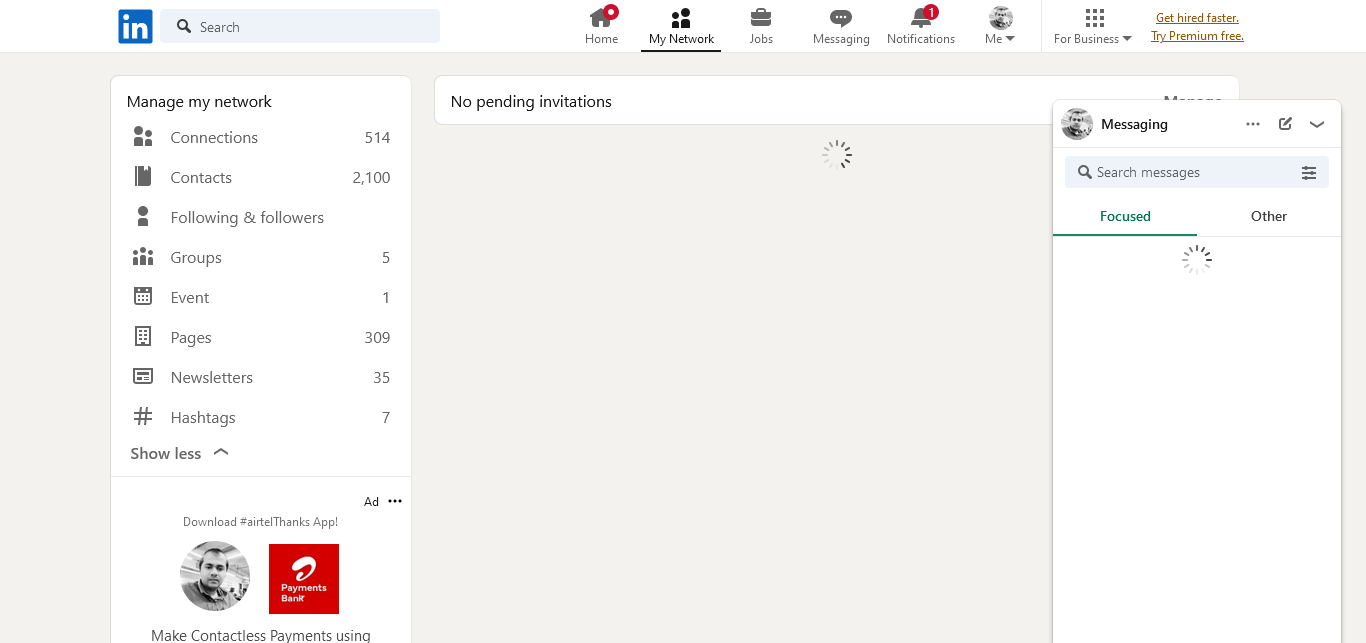 in
Search
Home
My Network
Jobs
Messaging
1
Notifications
Me
For Business
Get hired faster.
Try Premium free.
Manage my network
Connections 514
Contacts 2,100
Following & followers
Groups 5
Event 1
Pages 309
Newsletters 35
Hashtags 7
Show less
Ad
Download #airtelThanks App!
Payments
Bank
Make Contactless Payments using
No pending invitations
Manage
Messaging
Search messages
Focused
Other